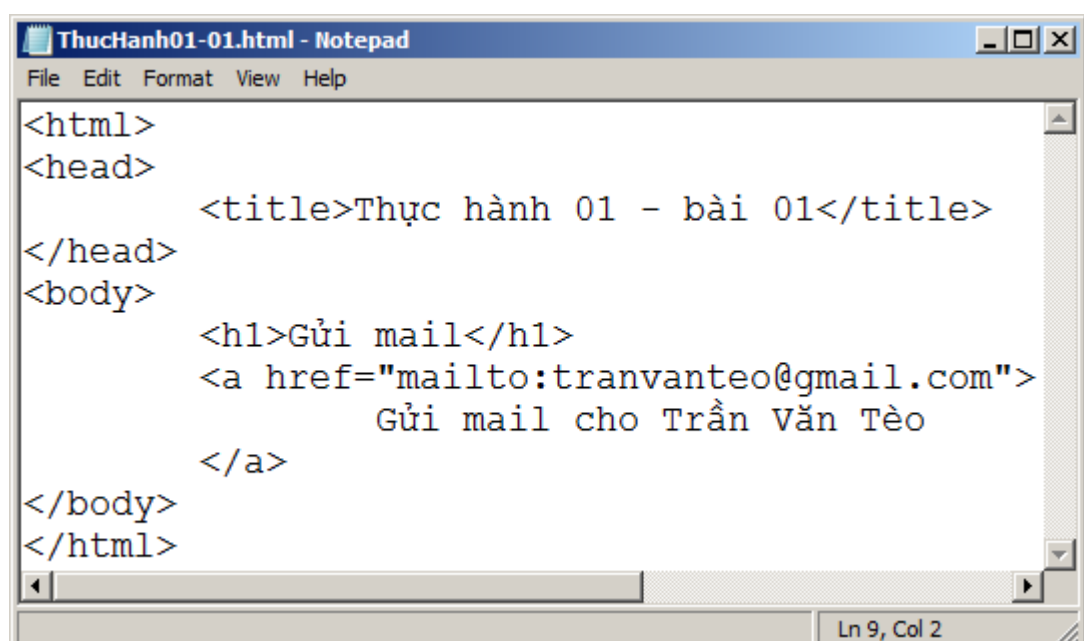 ThucHanh01-01.html - Notepad
File Edit Format View Help
<html>
<head>
<title>Thực hành 01 - bài 01</title>
</head>
<body>
<h1>Gửi mail</h1>
<a href="mailto:tranvanteo@gmail.com">
Gửi mail cho Trần Văn Tèo
</a>
</body>
</html>
Ln 9, Col 2